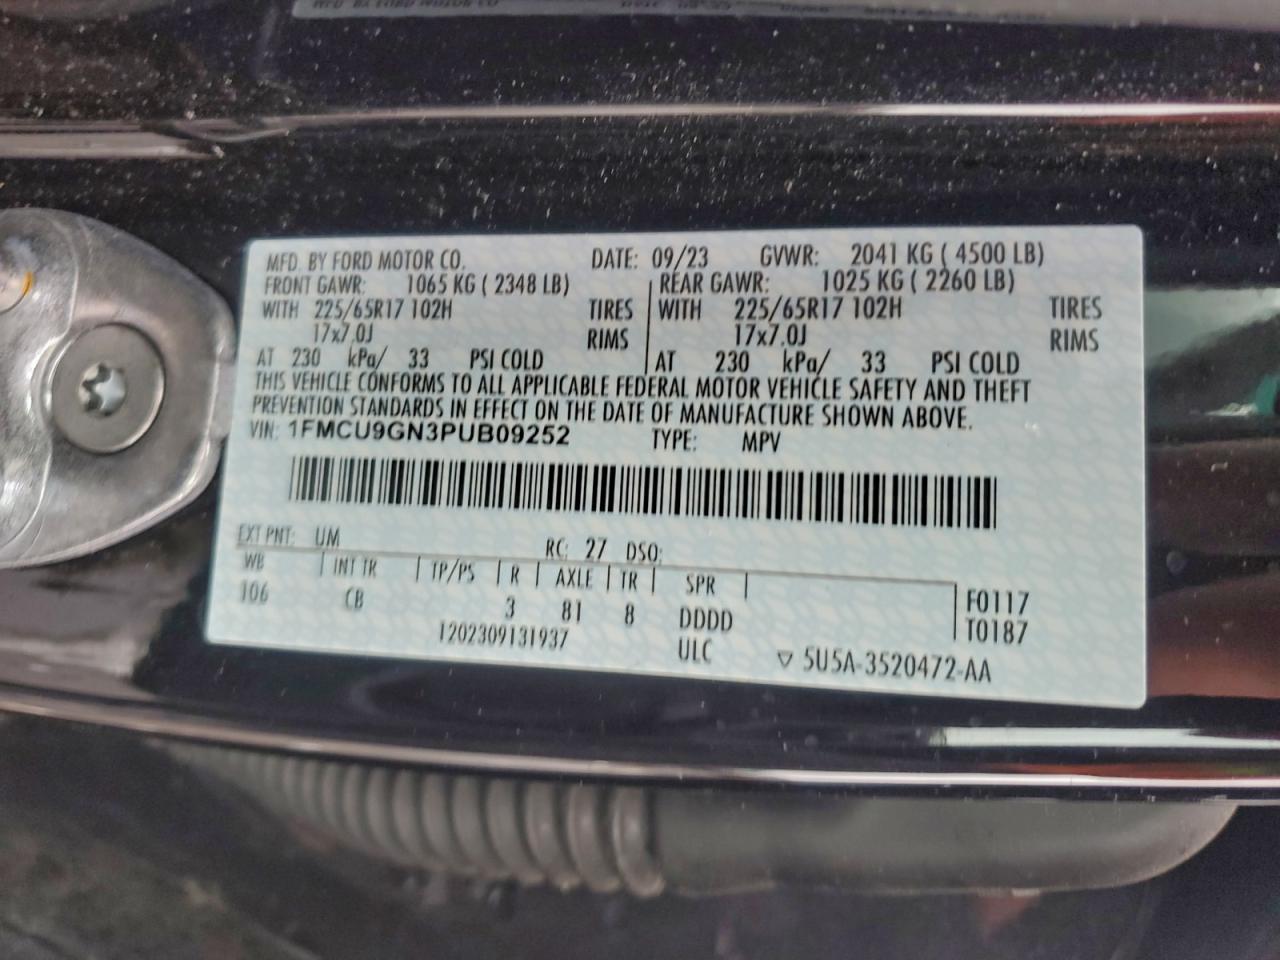 MFD. BY FORD MOTOR CO. DATE: 09/23 GVWR: 2041 KG ( 4500 LB)
FRONT GAWR: 1065 KG ( 2348 LB) REAR GAWR: 1025 KG ( 2260 LB)
WITH 225/65R17 102H TIRES WITH 225/65R17 102H TIRES
17x7.0J RIMS 17x7.0J RIMS
AT 230 kPa/ 33 PSI COLD AT 230 kPa/ 33 PSI COLD
THIS VEHICLE CONFORMS TO ALL APPLICABLE FEDERAL MOTOR VEHICLE SAFETY AND THEFT
PREVENTION STANDARDS IN EFFECT ON THE DATE OF MANUFACTURE SHOWN ABOVE.
VIN: 1FMCU9GN3PUB09252 TYPE: MPV
EXT PNT: UM RC: 27 DSO:
WB INT TR TP/PS R AXLE TR SPR
106 CB 3 81 8 DDDD F0117
T0187
1202309131937 ULC ▽ 5U5A-3520472-AA